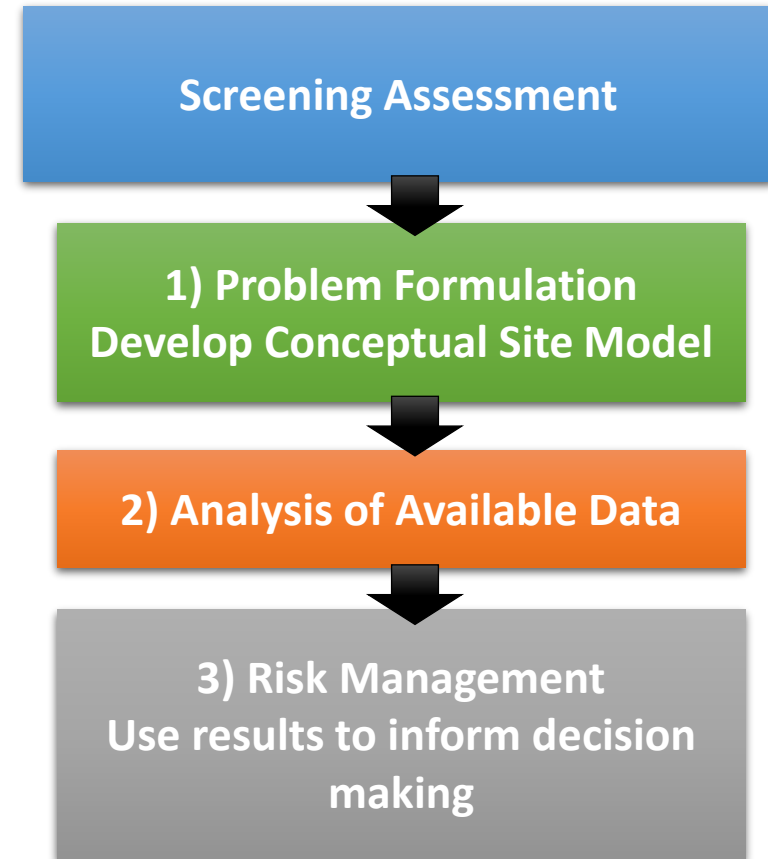 Screening Assessment
1) Problem Formulation
Develop Conceptual Site Model
2) Analysis of Available Data
3) Risk Management
Use results to inform decision
making